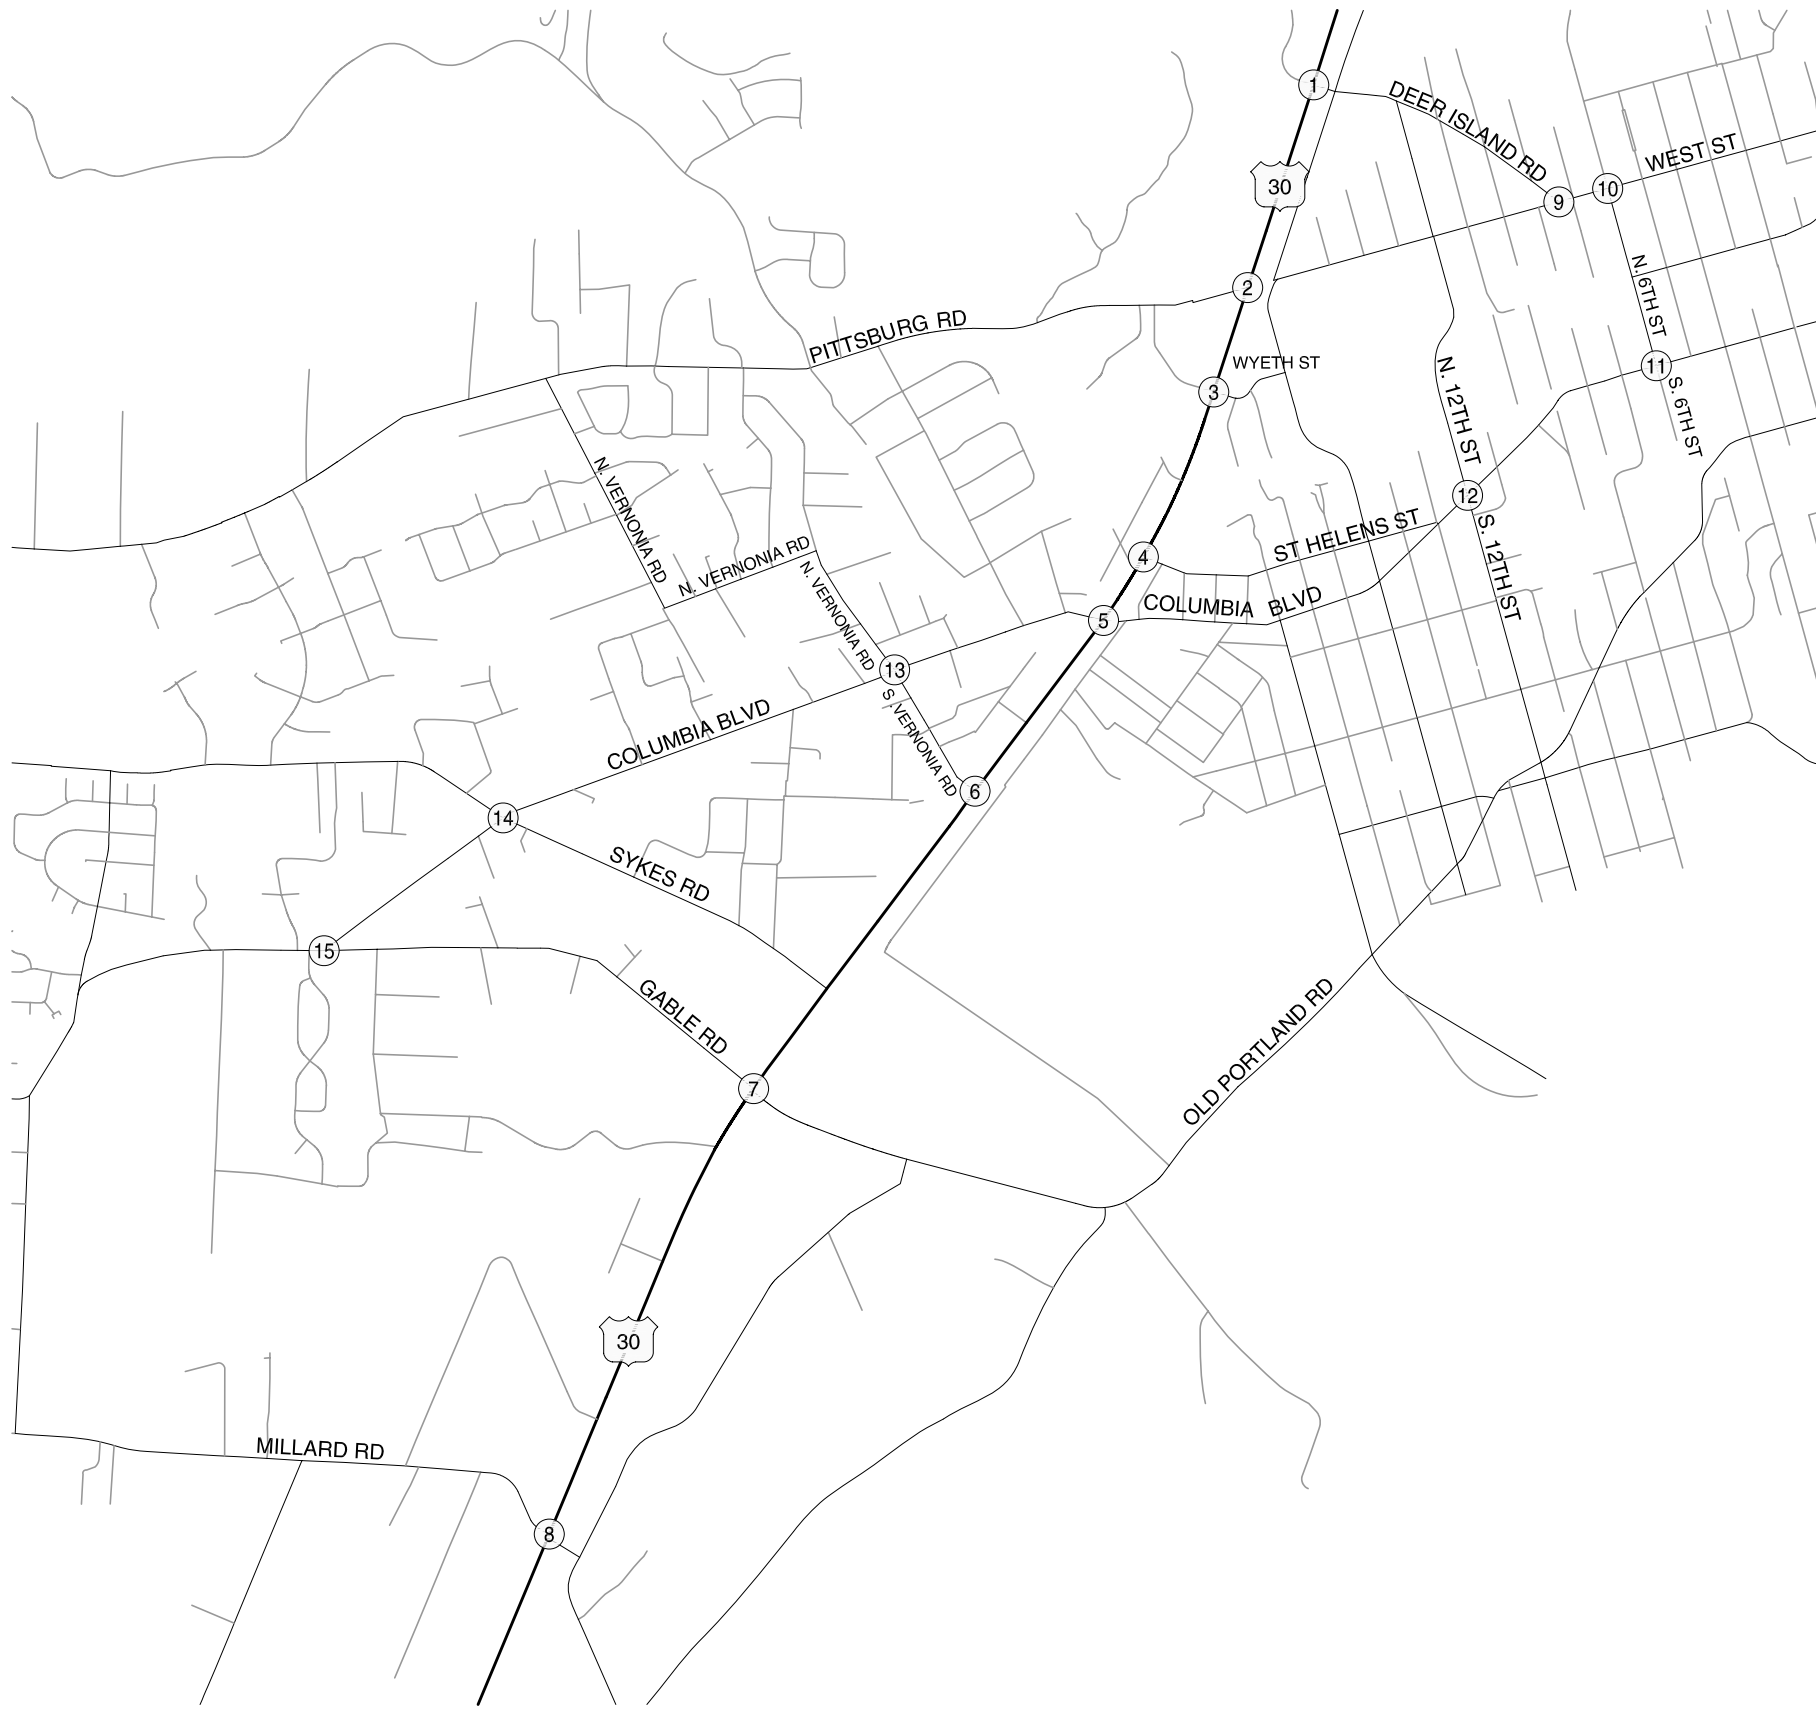 1
DEER ISLAND RD
WEST ST
30
10
9
2
N. 6TH ST
PITTSBURG RD
WYETH ST
11
3
S. 6TH ST
N. 12TH ST
N. VERNONIA RD
12
ST HELENS ST
S. 12TH ST
N. VERNONIA RD
4
N. VERNONIA RD
COLUMBIA BLVD
5
13
S. VERNONIA RD
COLUMBIA BLVD
6
14
SYKES RD
15
GABLE RD
OLD PORTLAND RD
7
30
MILLARD RD
8